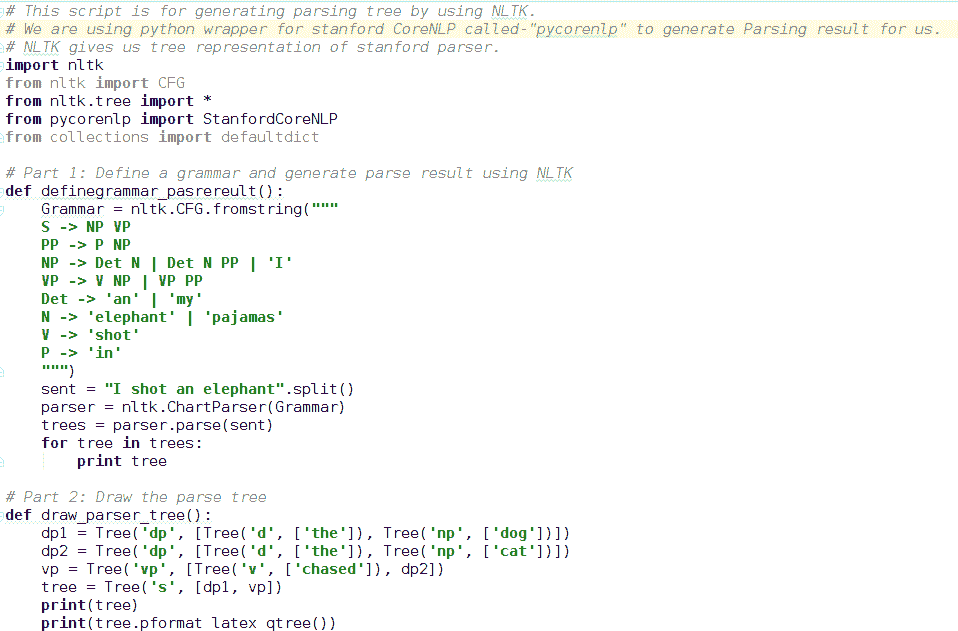 # This script is for generating parsing tree by using NLTK.
# We are using python wrapper for stanford CoreNLP called-"pycorenlp" to generate Parsing result for us.
# NLTK gives us tree representation of stanford parser.
import nltk
from nltk import CFG
from nltk.tree import *
from pycorenlp import StanfordCoreNLP
from collections import defaultdict

# Part 1: Define a grammar and generate parse result using NLTK
def definegrammar_pasrereult():
    Grammar = nltk.CFG.fromstring("""
    S -> NP VP
    PP -> P NP
    NP -> Det N | Det N PP | 'I'
    VP -> V NP | VP PP
    Det -> 'an' | 'my'
    N -> 'elephant' | 'pajamas'
    V -> 'shot'
    P -> 'in'
    """)
    sent = "I shot an elephant".split()
    parser = nltk.ChartParser(Grammar)
    trees = parser.parse(sent)
    for tree in trees:
        print tree

# Part 2: Draw the parse tree
def draw_parser_tree():
    dp1 = Tree('dp', [Tree('d', ['the']), Tree('np', ['dog'])])
    dp2 = Tree('dp', [Tree('d', ['the']), Tree('np', ['cat'])])
    vp = Tree('vp', [Tree('v', ['chased']), dp2])
    tree = Tree('s', [dp1, vp])
    print(tree)
    print(tree.pformat latex qtree())